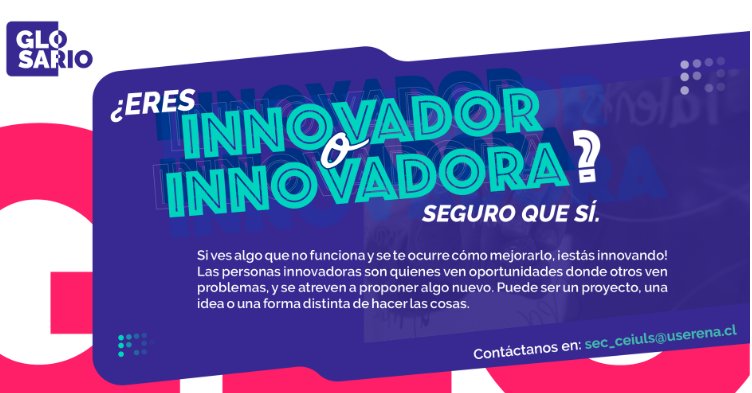 GLO
SARIO
¿ERES
INNOVADOR
o
INNOVADORA?
SEGURO QUE SÍ.
Si ves algo que no funciona y se te ocurre cómo mejorarlo, ¡estás innovando!
Las personas innovadoras son quienes ven oportunidades donde otros ven
problemas, y se atreven a proponer algo nuevo. Puede ser un proyecto, una
idea o una forma distinta de hacer las cosas.
Contáctanos en: sec_ceiuls@userena.cl